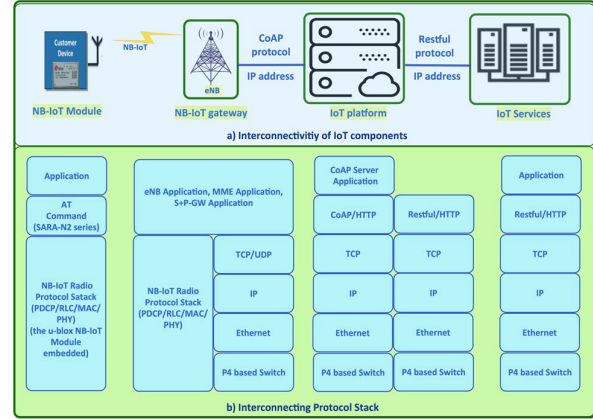 Customer
Device
NB-IoT
eNB
CoAP
protocol
IP address
Restful
protocol
IP address
NB-IoT Module
NB-IoT gateway
IoT platform
IoT Services
a) Interconnectivitiy of IoT components
Application
AT
Command
(SARA-N2 series)
NB-IoT Radio
Protocol Satack
(PDCP/RLC/MAC/
PHY)
(the u-blox NB-IoT
Module
embedded)
eNB Application, MME Application,
S+P-GW Application
NB-IoT Radio
Protocol Stack
(PDCP/RLC/MAC/
PHY)
TCP/UDP
IP
Ethernet
P4 based Switch
CoAP Server
Application
CoAP/HTTP
TCP
IP
Ethernet
P4 based Switch
Restful/HTTP
TCP
IP
Ethernet
P4 based Switch
Application
Restful/HTTP
TCP
IP
Ethernet
P4 based Switch
b) Interconnecting Protocol Stack